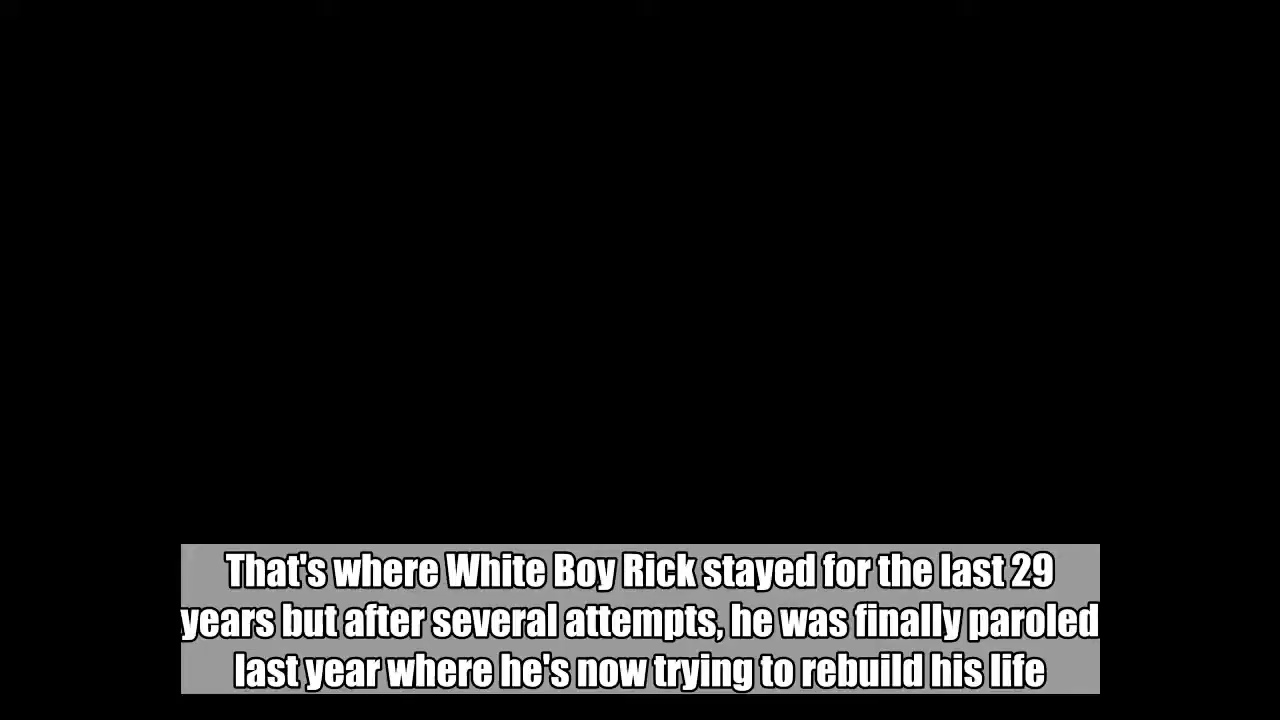 That's where White Boy Rick stayed for the last 29
years but after several attempts, he was finally paroled
last year where he's now trying to rebuild his life